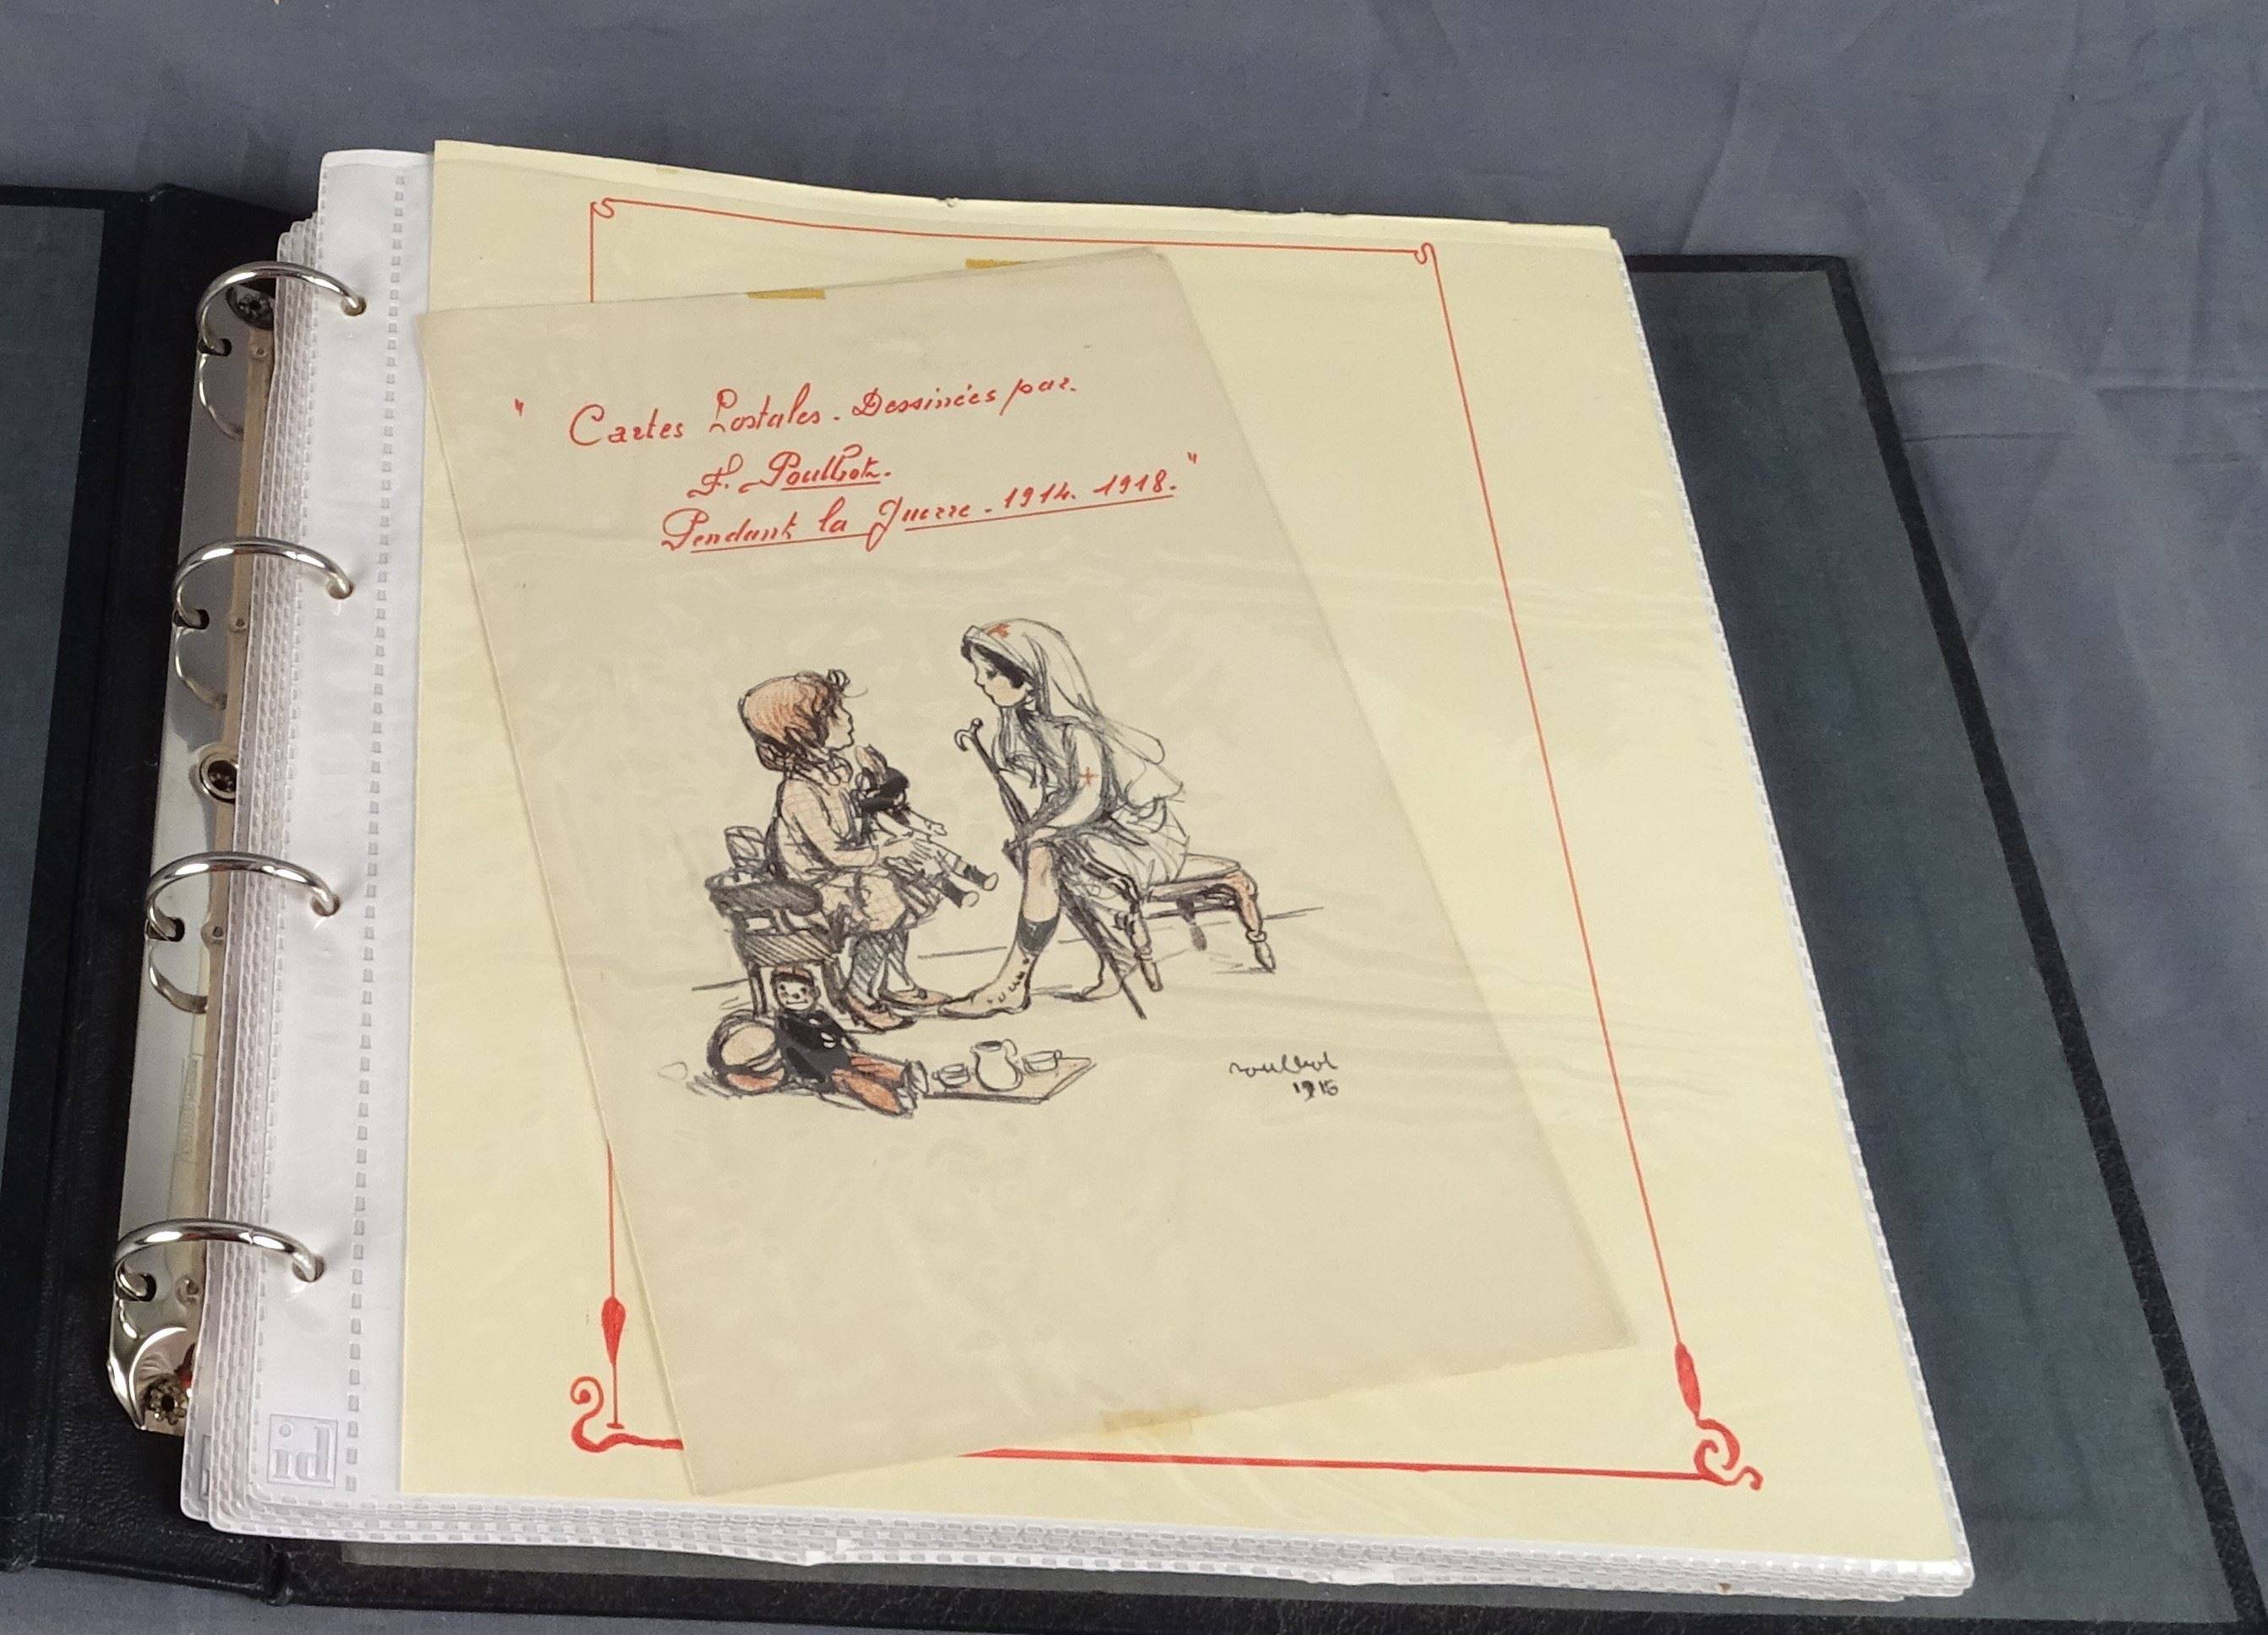 " Cartes Postales. Dessinées par.
F. Poulbot.
Pendant la Guerre. 1914. 1918. "
Poulbot
1915
id